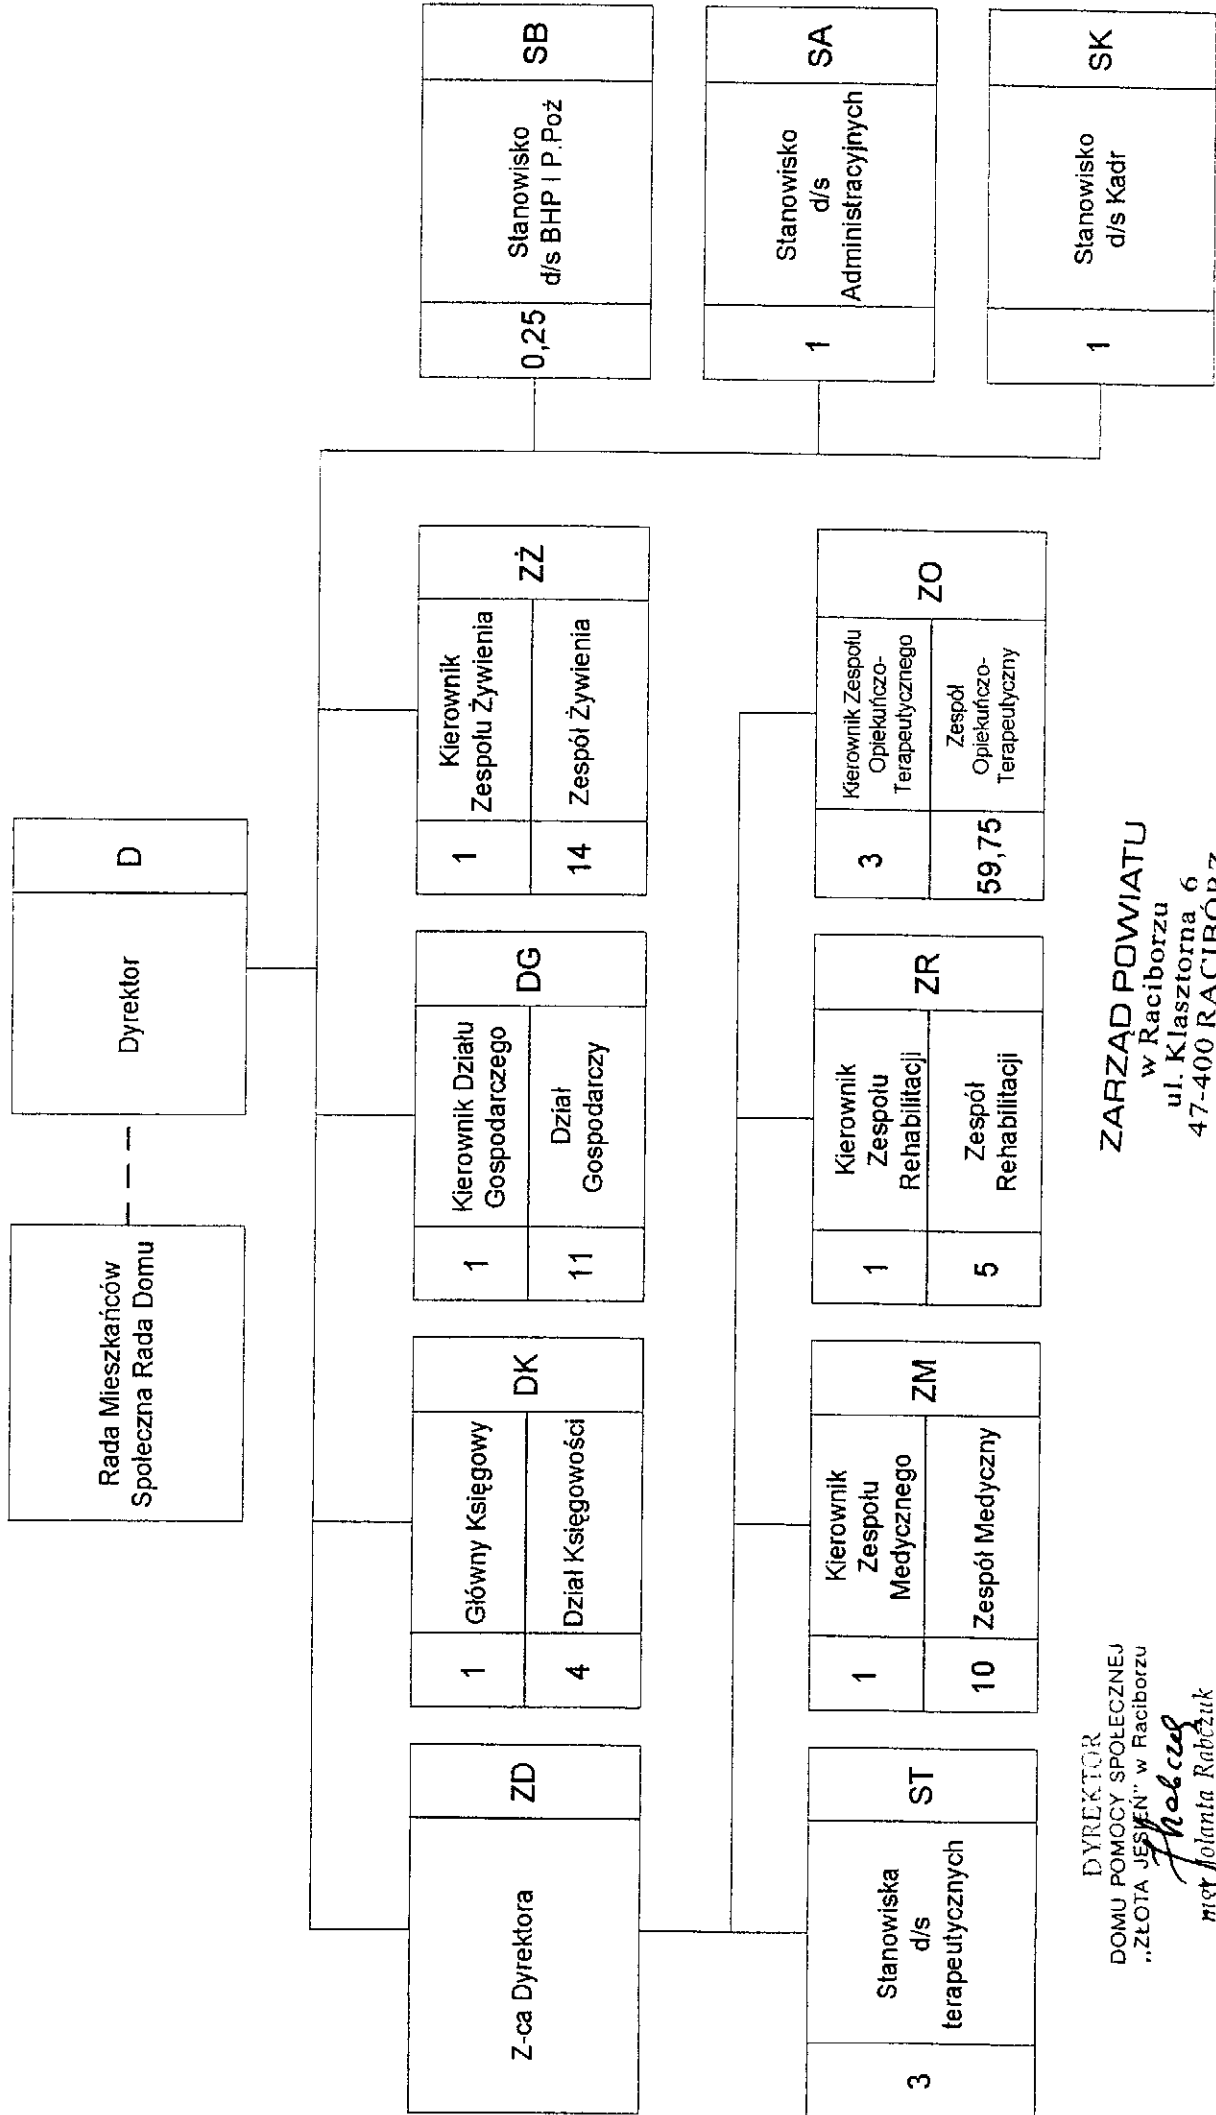 Rada Mieszkańców
Społeczna Rada Domu
Dyrektor
D
Z-ca Dyrektora
ZD
1
Główny Księgowy
4
Dział Księgowości
DK
1
Kierownik Działu
Gospodarczego
11
Dział
Gospodarczy
DG
1
Kierownik
Zespołu Żywienia
14
Zespół Żywienia
ZŻ
0,25
Stanowisko
d/s BHP I P.Poż
SB
1
Stanowisko
d/s
Administracyjnych
SA
1
Stanowisko
d/s Kadr
SK
3
Stanowiska
d/s
terapeutycznych
ST
1
Kierownik
Zespołu
Medycznego
10
Zespół Medyczny
ZM
1
Kierownik
Zespołu
Rehabilitacji
5
Zespół
Rehabilitacji
ZR
3
Kierownik Zespołu
Opiekuńczo-
Terapeutycznego
59,75
Zespół
Opiekuńczo-
Terapeutyczny
ZO
DYREKTOR
DOMU POMOCY SPOŁECZNEJ
„ZŁOTA JESIEŃ" w Raciborzu
mgr Jolanta Rabczuk
ZARZĄD POWIATU
w Raciborzu
ul. Klasztorna 6
47-400 RACIBÓRZ